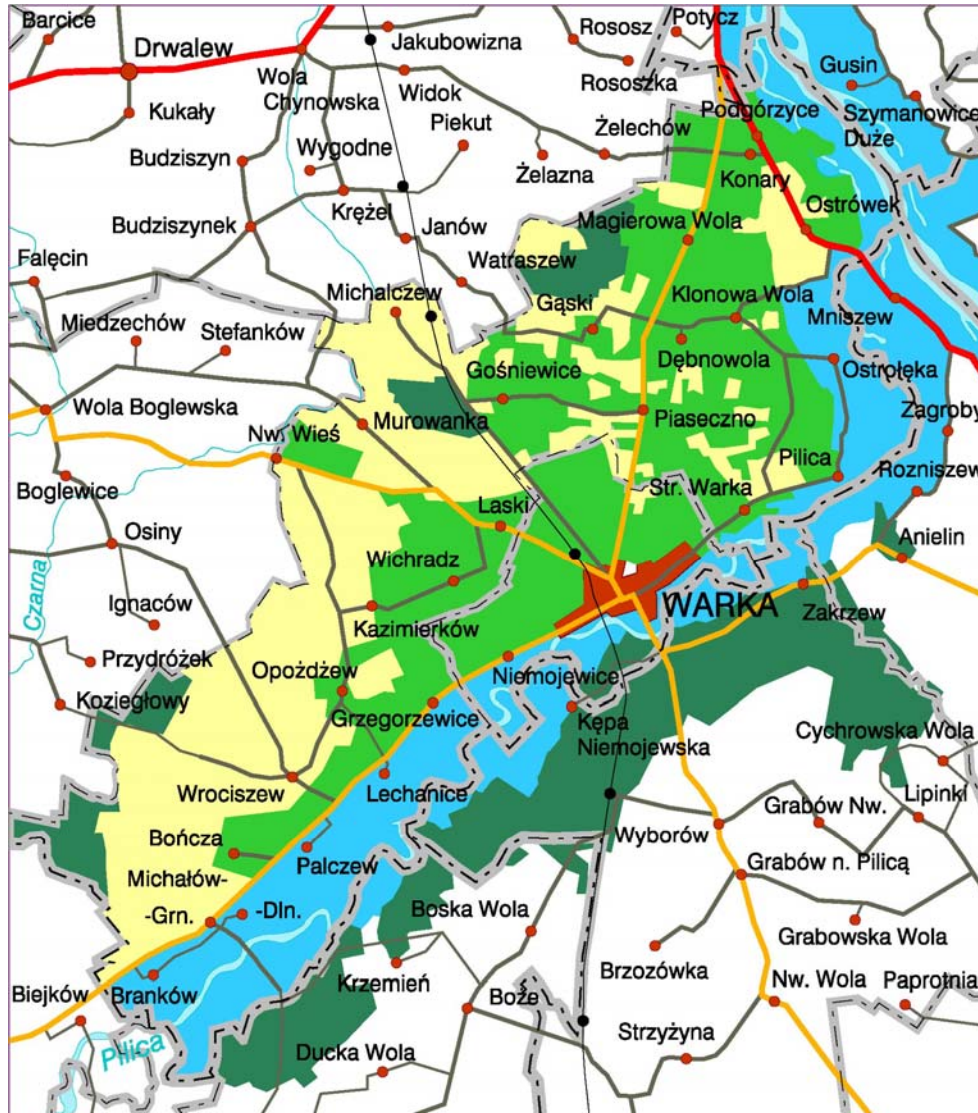 Barcice
Drwalew
Jakubowizna
Rososz
Potycz
Gusin
Wola
Chynowska
Widok
Rososzka
Kukały
Piekut
Podgórzyce
Szymanowice
Duże
Budziszyn
Wygodne
Żelechów
Żelazna
Konary
Krężel
Budziszynek
Janów
Magierowa Wola
Ostrówek
Falęcin
Watraszew
Michalczew
Gąski
Klonowa Wola
Miedzechów
Stefanków
Mniszew
Gośniewice
Dębnowola
Ostrołęka
Wola Boglewska
Murowanka
Piaseczno
Zagroby
Nw. Wieś
Pilica
Rozniszew
Boglewice
Laski
Str. Warka
Osiny
Anielin
Wichradz
Czarna
Ignaców
WARKA
Zakrzew
Kazimierków
Przydróżek
Opożdżew
Niemojewice
Koziegłowy
Grzegorzewice
Kępa
Niemojewska
Cychrowska Wola
Wrociszew
Lechanice
Grabów Nw.
Lipinki
Bończa
Wyborów
Palczew
Grabów n. Pilicą
Michałów-
-Grn.
-Dln.
Boska Wola
Grabowska Wola
Brzozówka
Krzemień
Biejków
Branków
Boże
Nw. Wola
Paprotnia
Strzyżyna
Pilica
Ducka Wola